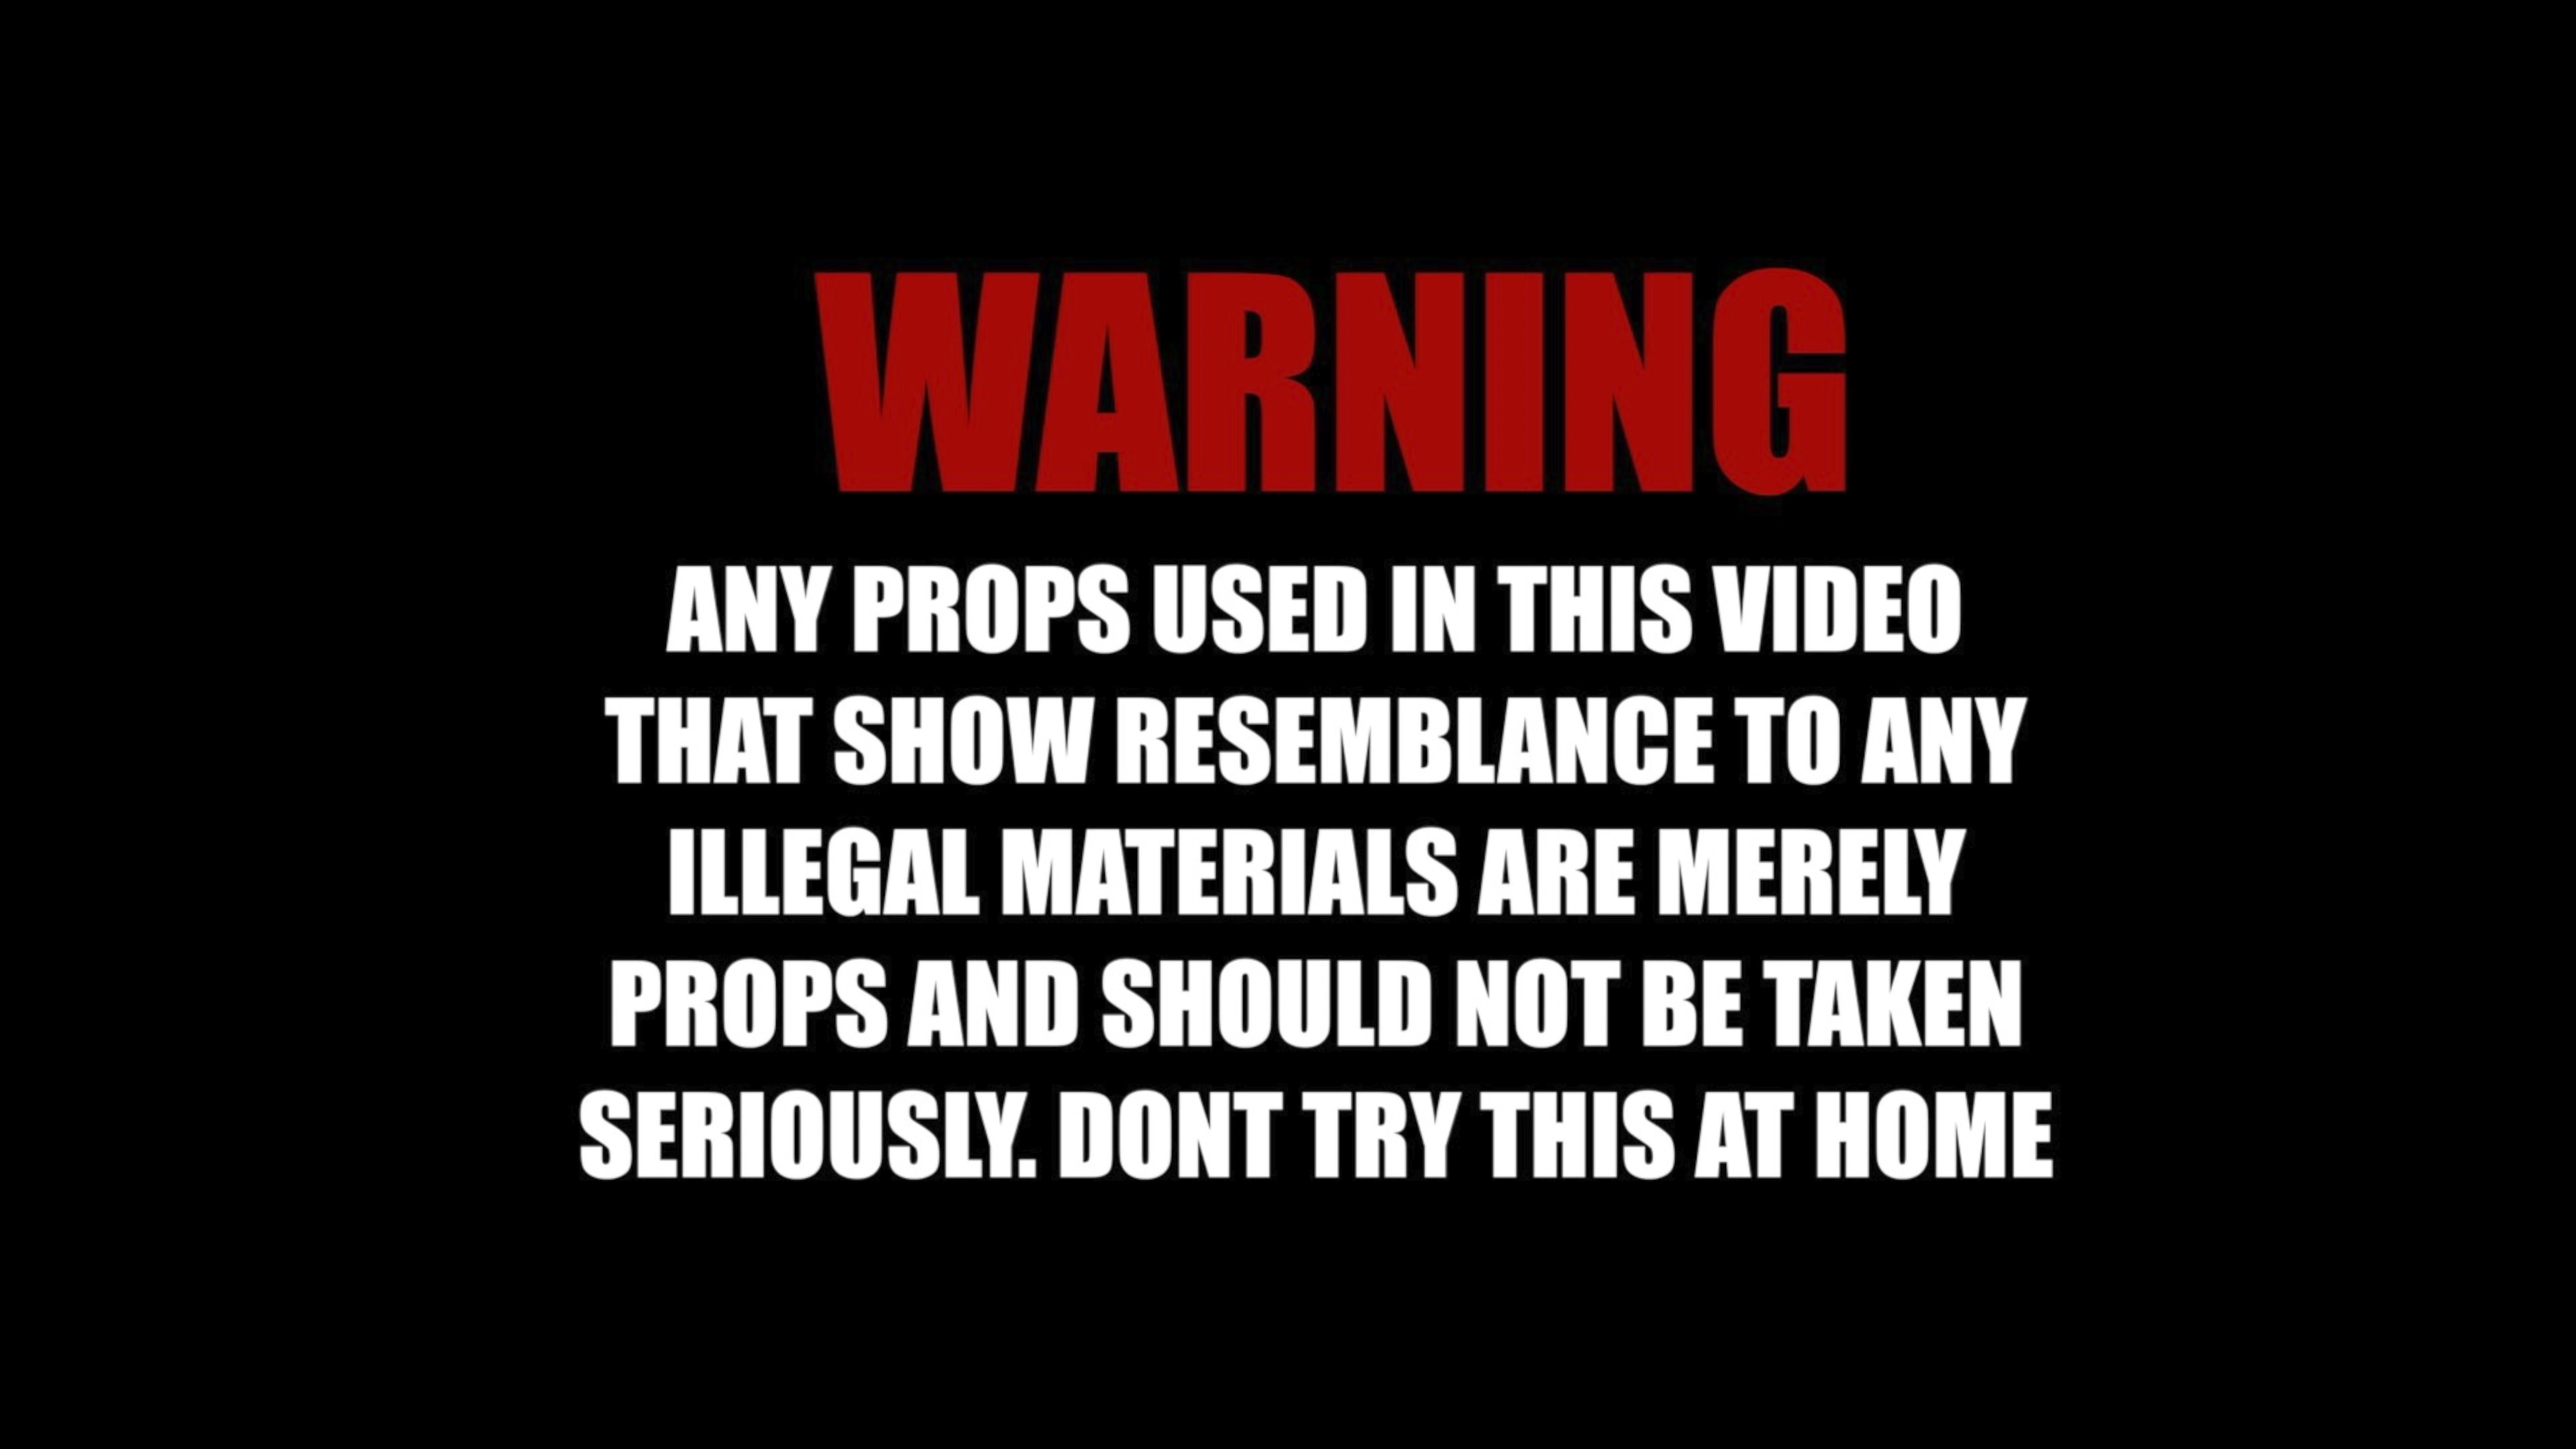 WARNING
ANY PROPS USED IN THIS VIDEO
THAT SHOW RESEMBLANCE TO ANY
ILLEGAL MATERIALS ARE MERELY
PROPS AND SHOULD NOT BE TAKEN
SERIOUSLY. DONT TRY THIS AT HOME